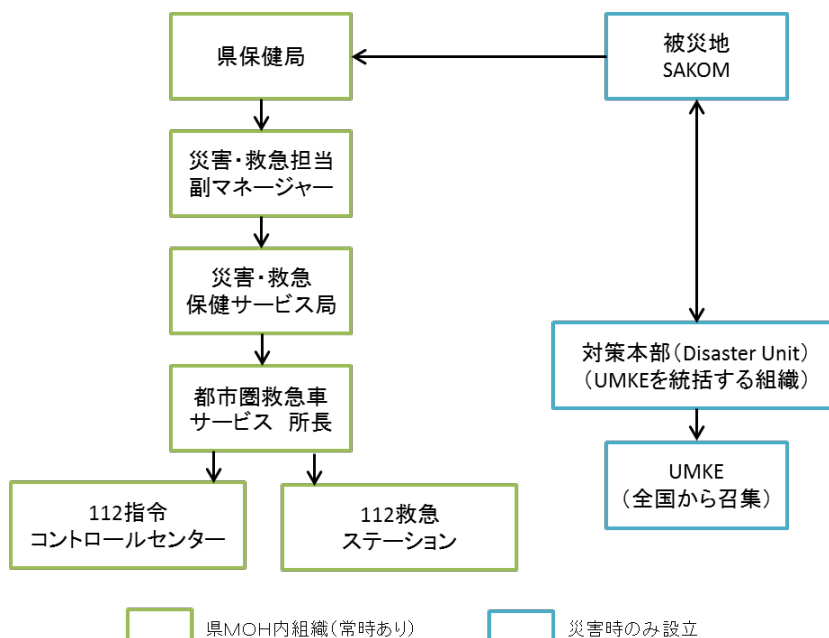 県保健局
被災地
SAKOM
災害・救急担当
副マネージャー
災害・救急
保健サービス局
都市圏救急車
サービス 所長
対策本部(Disaster Unit)
(UMKEを統括する組織)
112指令
コントロールセンター
112救急
ステーション
UMKE
(全国から召集)
県MOH内組織(常時あり)
災害時のみ設立